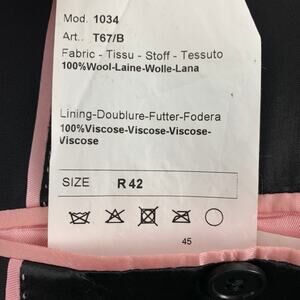 Mod. 1034
Art.. T67/B
Fabric - Tissu - Stoff - Tessuto
100%Wool-Laine-Wolle-Lana
Lining-Doublure-Futter-Fodera
100%Viscose-Viscose-Viscose-
Viscose
SIZE R 42
45